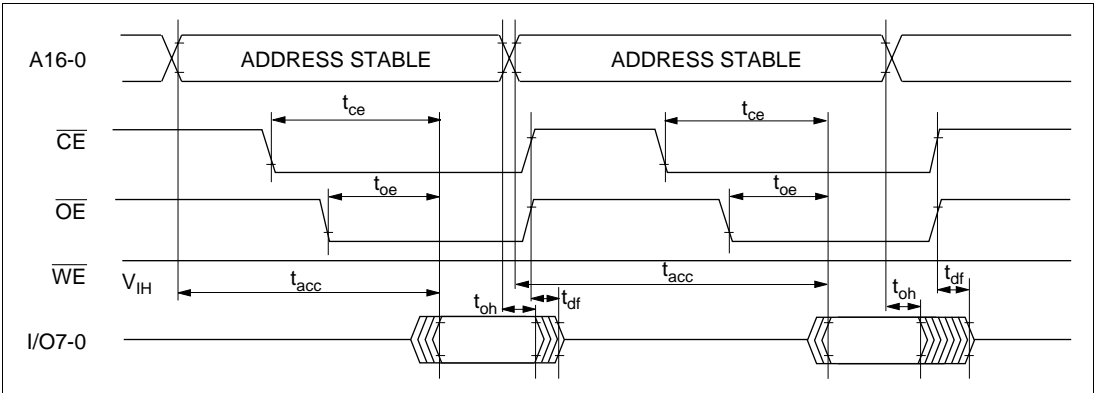 A16-0 ADDRESS STABLE ADDRESS STABLE
tce tce
CE
toe toe
OE
WE VIH tacc tacc
toh tdf toh tdf
I/O7-0